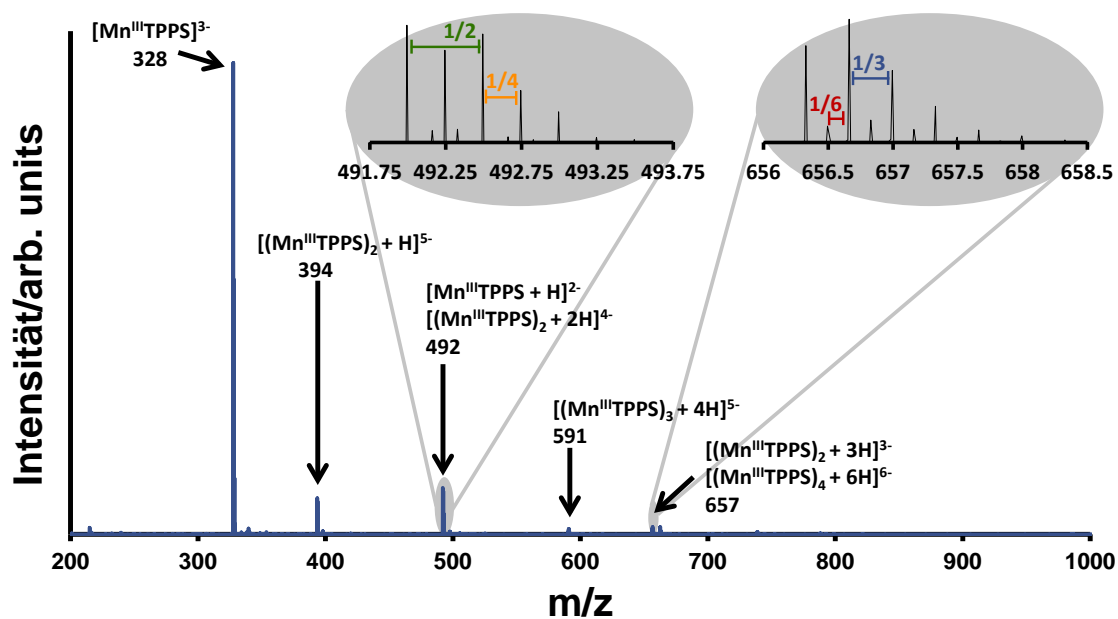 [MnᴵᴵᴵTPPS]³⁻
328
1/2
1/4
491.75 492.25 492.75 493.25 493.75
1/3
1/6
656 656.5 657 657.5 658 658.5
[(MnᴵᴵᴵTPPS)₂ + H]⁵⁻
394
[MnᴵᴵᴵTPPS + H]²⁻
[(MnᴵᴵᴵTPPS)₂ + 2H]⁴⁻
492
[(MnᴵᴵᴵTPPS)₃ + 4H]⁵⁻
591
[(MnᴵᴵᴵTPPS)₂ + 3H]³⁻
[(MnᴵᴵᴵTPPS)₄ + 6H]⁶⁻
657
Intensität/arb. units
200 300 400 500 600 700 800 900 1000
m/z